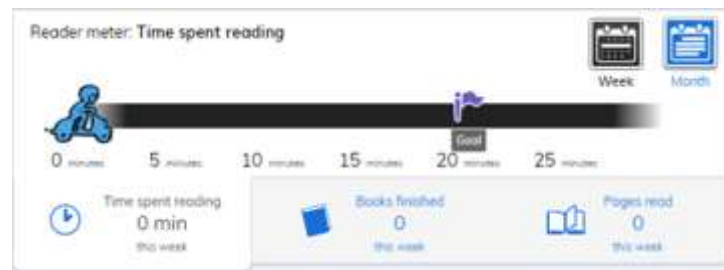 Reader meter: Time spent reading
Week
Month
Goal
0 minutes 5 minutes 10 minutes 15 minutes 20 minutes 25 minutes
Time spent reading
0 min
this week
Books finished
0
this week
Pages read
0
this week